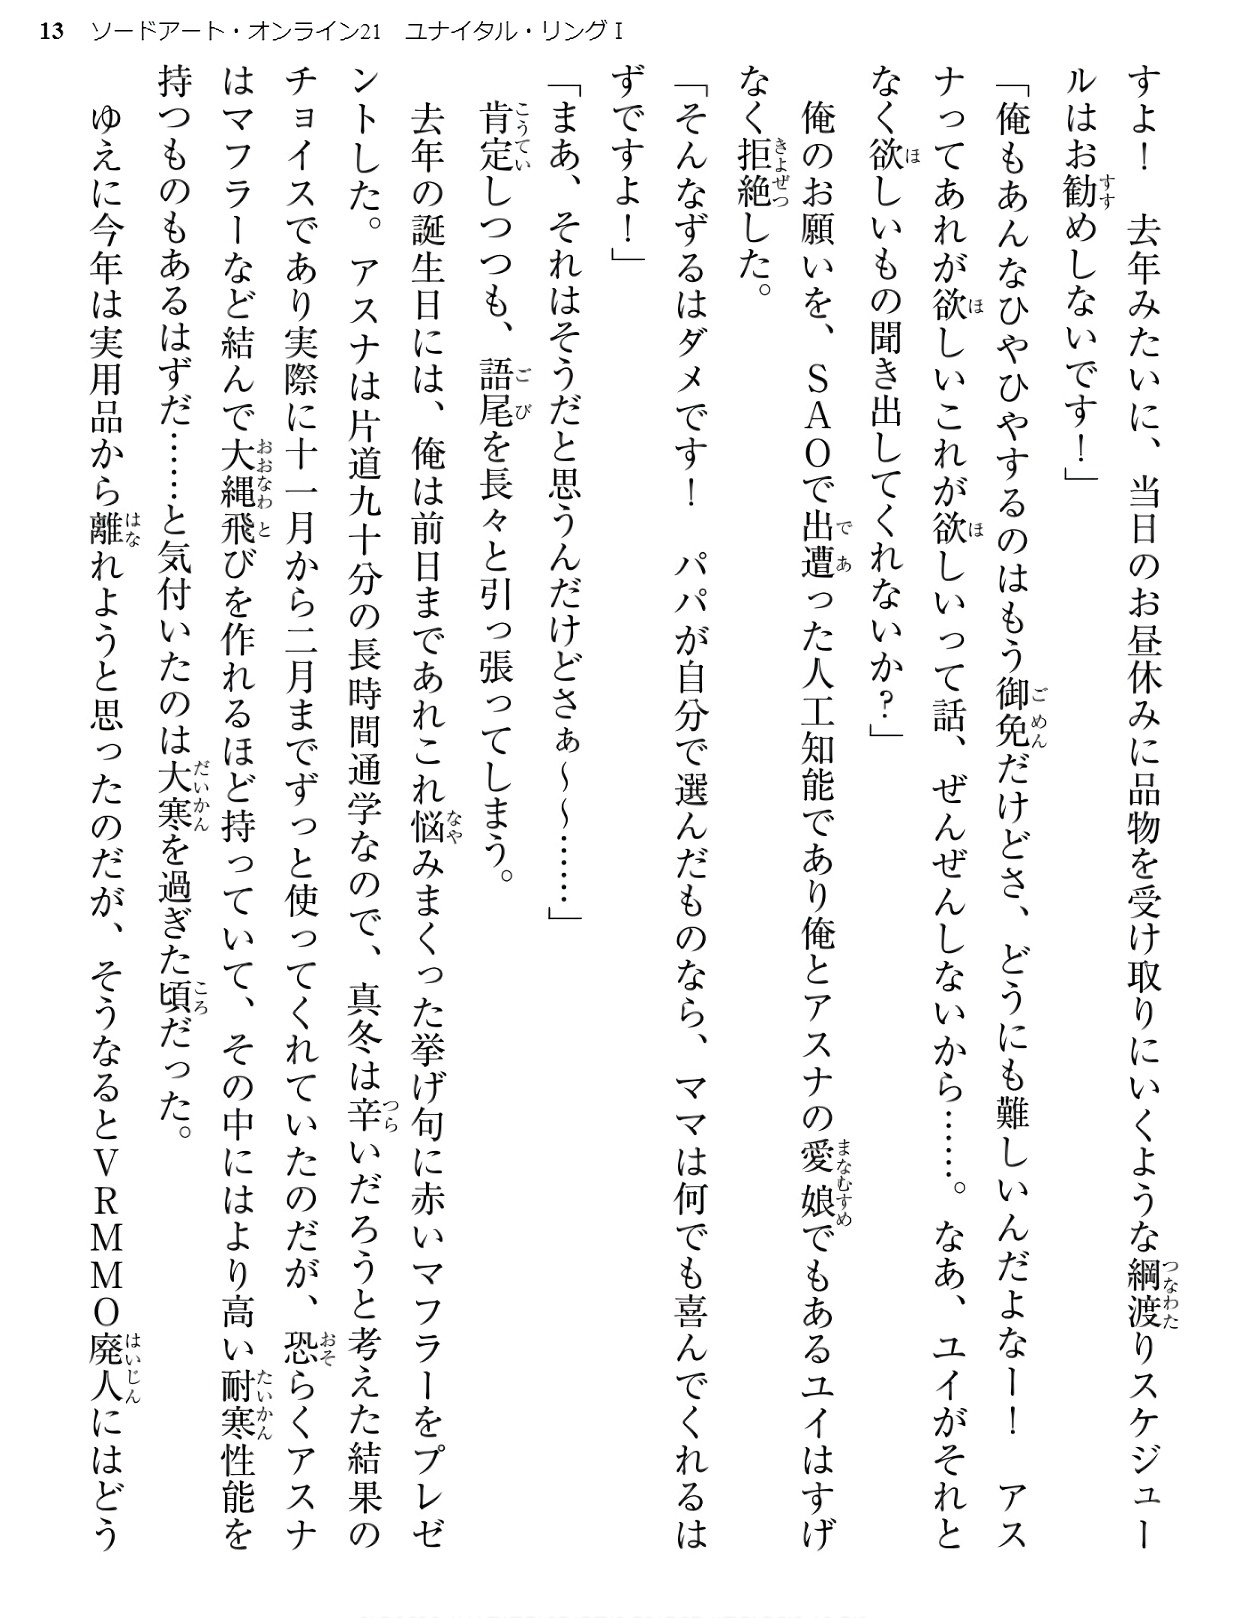 13　ソードアート・オンライン21　ユナイタル・リングⅠ
すよ！　去年みたいに、当日のお昼休みに品物を受け取りにいくような綱渡りスケジュー
ルはお勧めしないです！」
「俺もあんなひやひやするのはもう御免だけどさ、どうにも難しいんだよなー！　アス
ナってあれが欲しいこれが欲しいって話、ぜんぜんしないから……。なあ、ユイがそれと
なく欲しいもの聞き出してくれないか？」
　俺のお願いを、ＳＡＯで出遭った人工知能であり俺とアスナの愛娘でもあるユイはすげ
なく拒絶した。
「そんなずるはダメです！　パパが自分で選んだものなら、ママは何でも喜んでくれるは
ずですよ！」
「まあ、それはそうだと思うんだけどさぁ～～……」
　肯定しつつも、語尾を長々と引っ張ってしまう。
　去年の誕生日には、俺は前日まであれこれ悩みまくった挙げ句に赤いマフラーをプレゼ
ントした。アスナは片道九十分の長時間通学なので、真冬は辛いだろうと考えた結果の
チョイスであり実際に十一月から二月までずっと使ってくれていたのだが、恐らくアスナ
はマフラーなど結んで大縄飛びを作れるほど持っていて、その中にはより高い耐寒性能を
持つものもあるはずだ……と気付いたのは大寒を過ぎた頃だった。
　ゆえに今年は実用品から離れようと思ったのだが、そうなるとＶＲＭＭＯ廃人にはどう